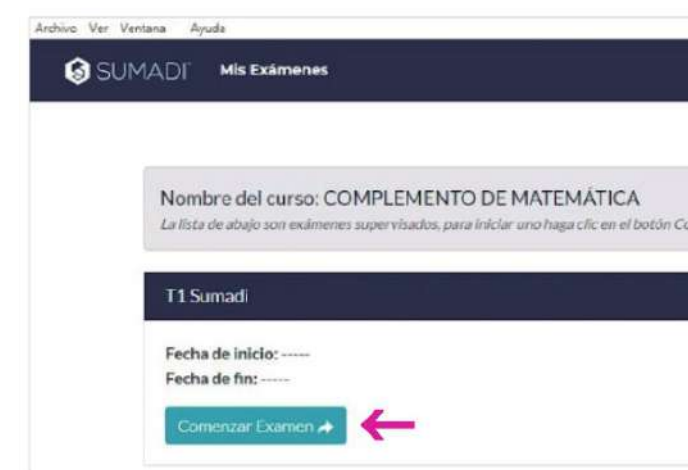 Archivo Ver Ventana Ayuda
SUMADI Mis Exámenes
Nombre del curso: COMPLEMENTO DE MATEMÁTICA
La lista de abajo son exámenes supervisados, para iniciar uno haga clic en el botón Co
T1 Sumadi
Fecha de inicio: -----
Fecha de fin: -----
Comenzar Examen